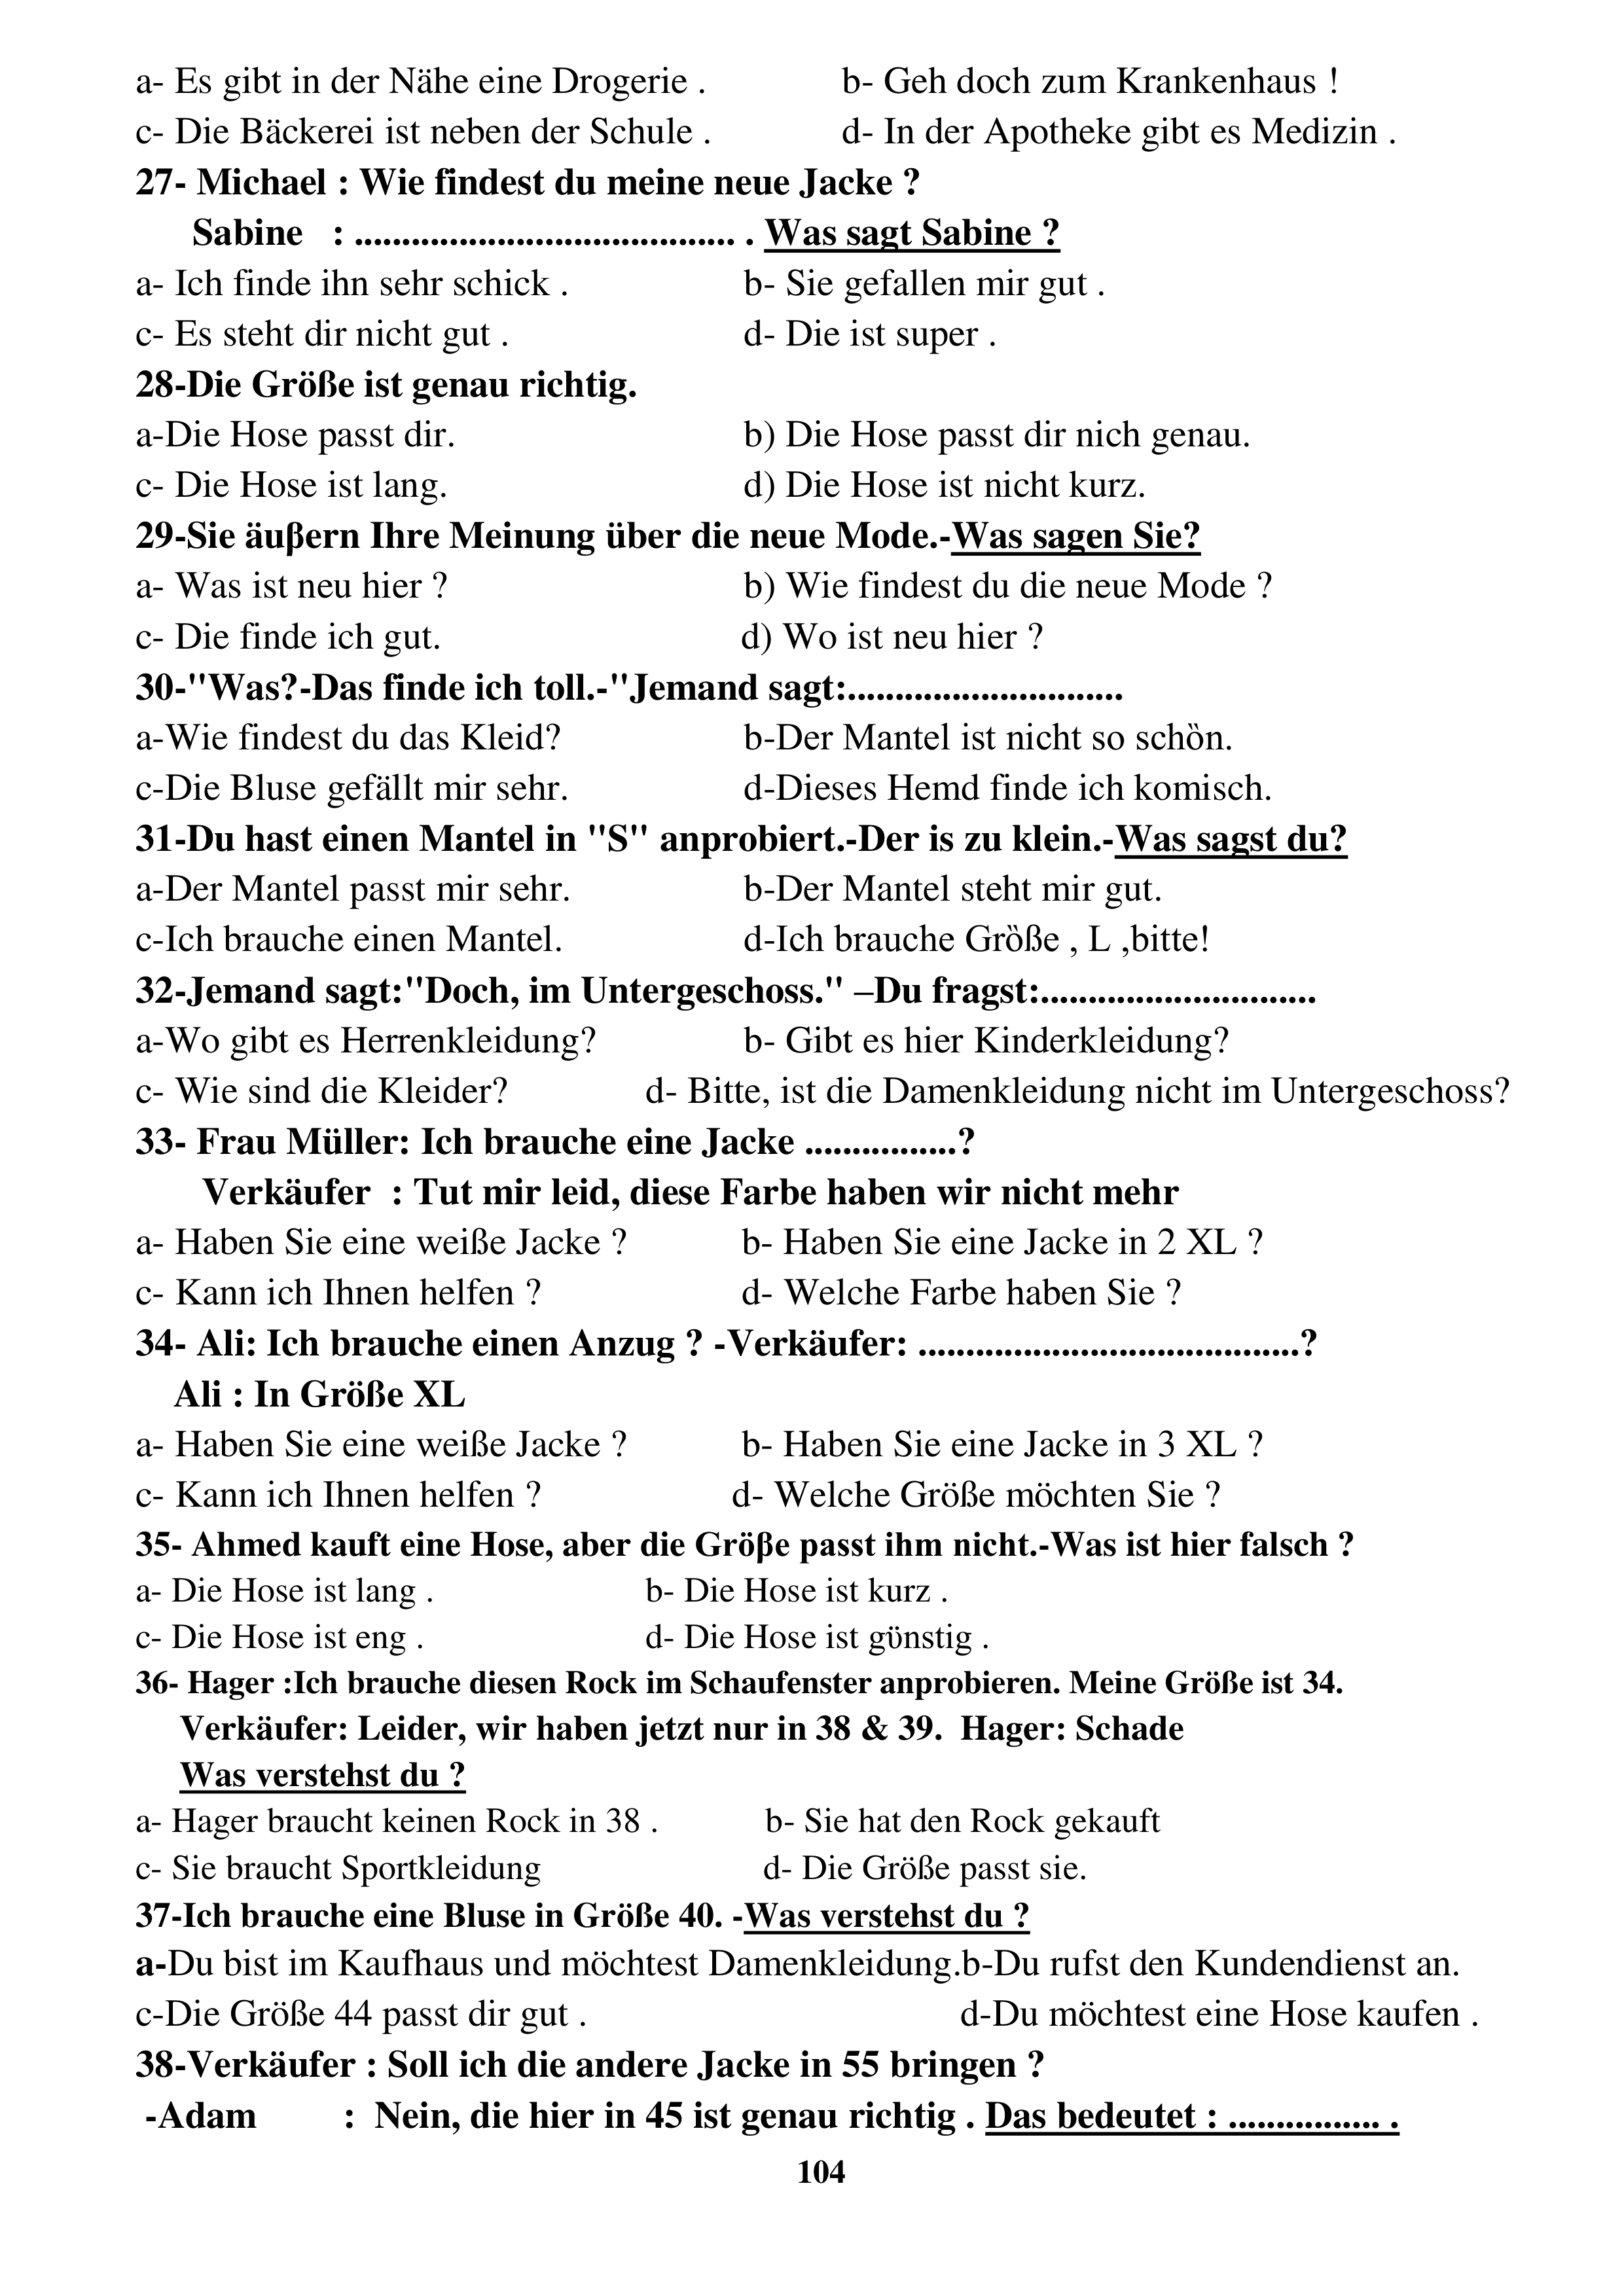 a- Es gibt in der Nähe eine Drogerie . b- Geh doch zum Krankenhaus !
c- Die Bäckerei ist neben der Schule . d- In der Apotheke gibt es Medizin .
27- Michael : Wie findest du meine neue Jacke ?
Sabine : ........................................ . Was sagt Sabine ?
a- Ich finde ihn sehr schick . b- Sie gefallen mir gut .
c- Es steht dir nicht gut . d- Die ist super .
28-Die Größe ist genau richtig.
a-Die Hose passt dir. b) Die Hose passt dir nich genau.
c- Die Hose ist lang. d) Die Hose ist nicht kurz.
29-Sie äuβern Ihre Meinung über die neue Mode.-Was sagen Sie?
a- Was ist neu hier ? b) Wie findest du die neue Mode ?
c- Die finde ich gut. d) Wo ist neu hier ?
30-"Was?-Das finde ich toll.-"Jemand sagt:.............................
a-Wie findest du das Kleid? b-Der Mantel ist nicht so schȍn.
c-Die Bluse gefällt mir sehr. d-Dieses Hemd finde ich komisch.
31-Du hast einen Mantel in "S" anprobiert.-Der is zu klein.-Was sagst du?
a-Der Mantel passt mir sehr. b-Der Mantel steht mir gut.
c-Ich brauche einen Mantel. d-Ich brauche Grȍße , L ,bitte!
32-Jemand sagt:"Doch, im Untergeschoss." –Du fragst:.............................
a-Wo gibt es Herrenkleidung? b- Gibt es hier Kinderkleidung?
c- Wie sind die Kleider? d- Bitte, ist die Damenkleidung nicht im Untergeschoss?
33- Frau Müller: Ich brauche eine Jacke ................?
Verkäufer : Tut mir leid, diese Farbe haben wir nicht mehr
a- Haben Sie eine weiße Jacke ? b- Haben Sie eine Jacke in 2 XL ?
c- Kann ich Ihnen helfen ? d- Welche Farbe haben Sie ?
34- Ali: Ich brauche einen Anzug ? -Verkäufer: ........................................?
Ali : In Größe XL
a- Haben Sie eine weiße Jacke ? b- Haben Sie eine Jacke in 3 XL ?
c- Kann ich Ihnen helfen ? d- Welche Größe möchten Sie ?
35- Ahmed kauft eine Hose, aber die Gröβe passt ihm nicht.-Was ist hier falsch ?
a- Die Hose ist lang . b- Die Hose ist kurz .
c- Die Hose ist eng . d- Die Hose ist gϋnstig .
36- Hager :Ich brauche diesen Rock im Schaufenster anprobieren. Meine Größe ist 34.
Verkäufer: Leider, wir haben jetzt nur in 38 & 39. Hager: Schade
Was verstehst du ?
a- Hager braucht keinen Rock in 38 . b- Sie hat den Rock gekauft
c- Sie braucht Sportkleidung d- Die Größe passt sie.
37-Ich brauche eine Bluse in Größe 40. -Was verstehst du ?
a-Du bist im Kaufhaus und möchtest Damenkleidung.b-Du rufst den Kundendienst an.
c-Die Größe 44 passt dir gut . d-Du möchtest eine Hose kaufen .
38-Verkäufer : Soll ich die andere Jacke in 55 bringen ?
-Adam : Nein, die hier in 45 ist genau richtig . Das bedeutet : ................ .
104